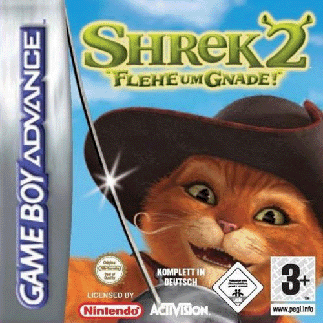 GAME BOY ADVANCE
SHREK 2
"FLEHE UM GNADE!"
KOMPLETT IN
DEUTSCH
LICENSED BY
Nintendo
ACTIVISION
3+
www.pegi.info